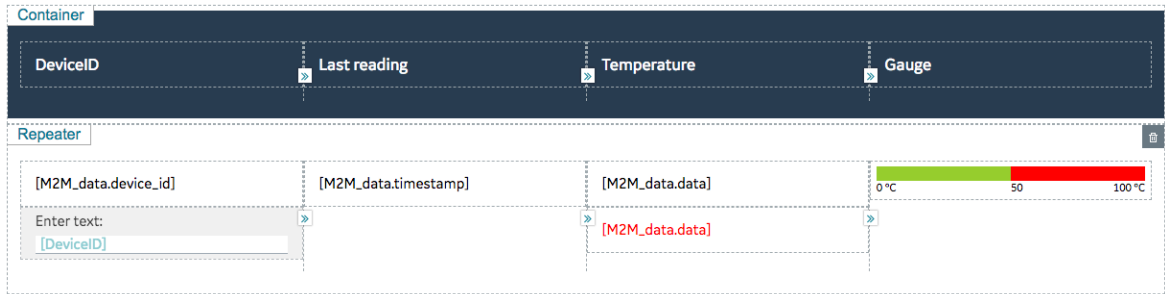 Container
DeviceID Last reading Temperature Gauge
Repeater
[M2M_data.device_id] [M2M_data.timestamp] [M2M_data.data]
0 °C 50 100 °C
Enter text:
[DeviceID]
[M2M_data.data]